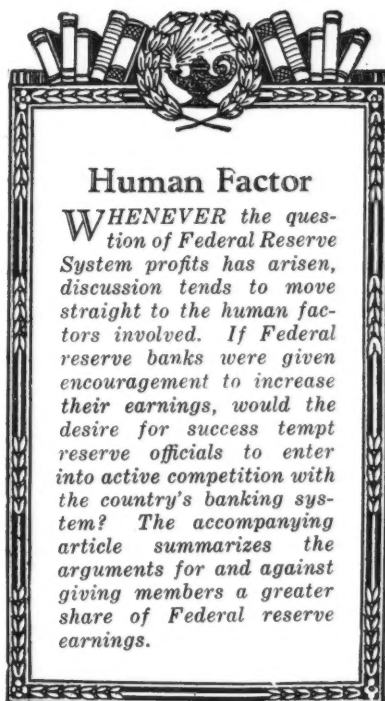 Human Factor
WHENEVER the ques-
tion of Federal Reserve
System profits has arisen,
discussion tends to move
straight to the human fac-
tors involved. If Federal
reserve banks were given
encouragement to increase
their earnings, would the
desire for success tempt
reserve officials to enter
into active competition with
the country's banking sys-
tem? The accompanying
article summarizes the
arguments for and against
giving members a greater
share of Federal reserve
earnings.